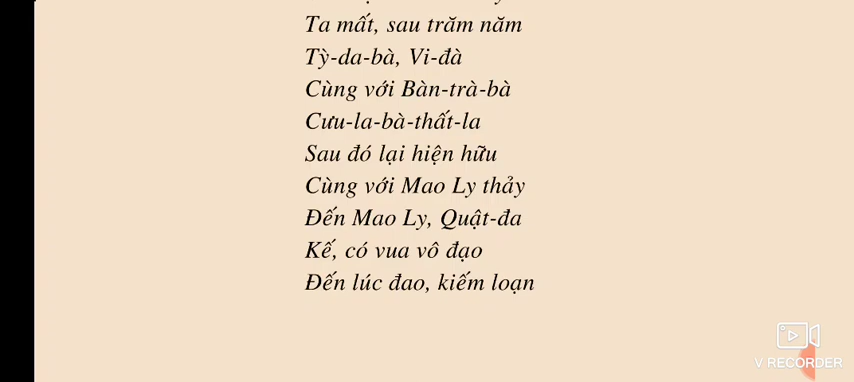 Ta mất, sau trăm năm
Tỳ-da-bà, Vi-đà
Cùng với Bàn-trà-bà
Cưu-la-bà-thất-la
Sau đó lại hiện hữu
Cùng với Mao Ly thảy
Đến Mao Ly, Quật-đa
Kế, có vua vô đạo
Đến lúc đao, kiếm loạn
V RECORDER